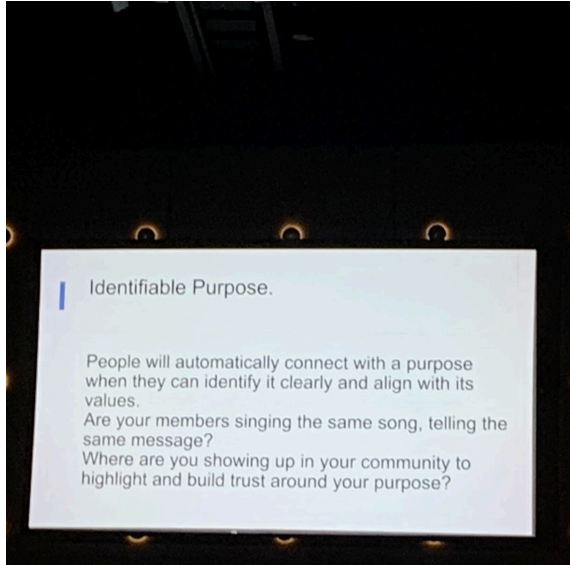 Identifiable Purpose.
People will automatically connect with a purpose
when they can identify it clearly and align with its
values.
Are your members singing the same song, telling the
same message?
Where are you showing up in your community to
highlight and build trust around your purpose?